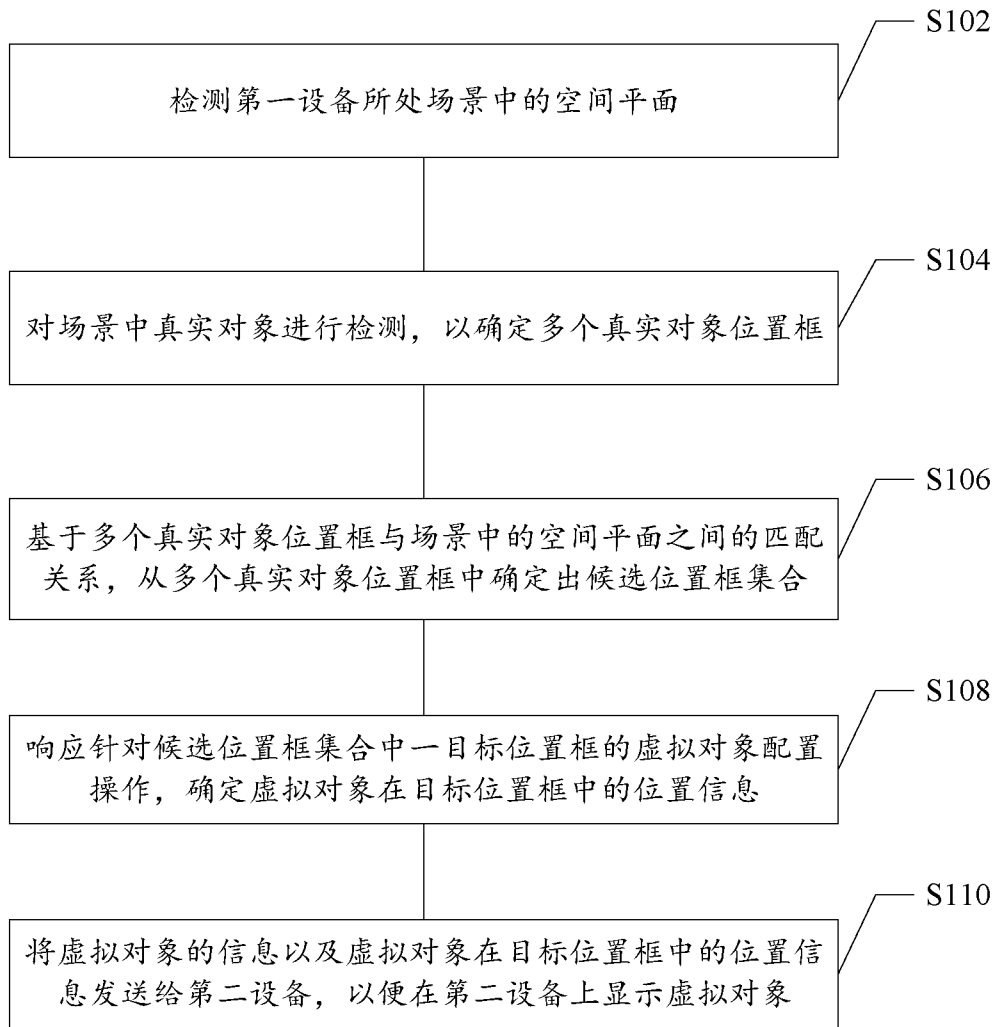 S102
检测第一设备所处场景中的空间平面
S104
对场景中真实对象进行检测，以确定多个真实对象位置框
S106
基于多个真实对象位置框与场景中的空间平面之间的匹配
关系，从多个真实对象位置框中确定出候选位置框集合
S108
响应针对候选位置框集合中一目标位置框的虚拟对象配置
操作，确定虚拟对象在目标位置框中的位置信息
S110
将虚拟对象的信息以及虚拟对象在目标位置框中的位置信
息发送给第二设备，以便在第二设备上显示虚拟对象